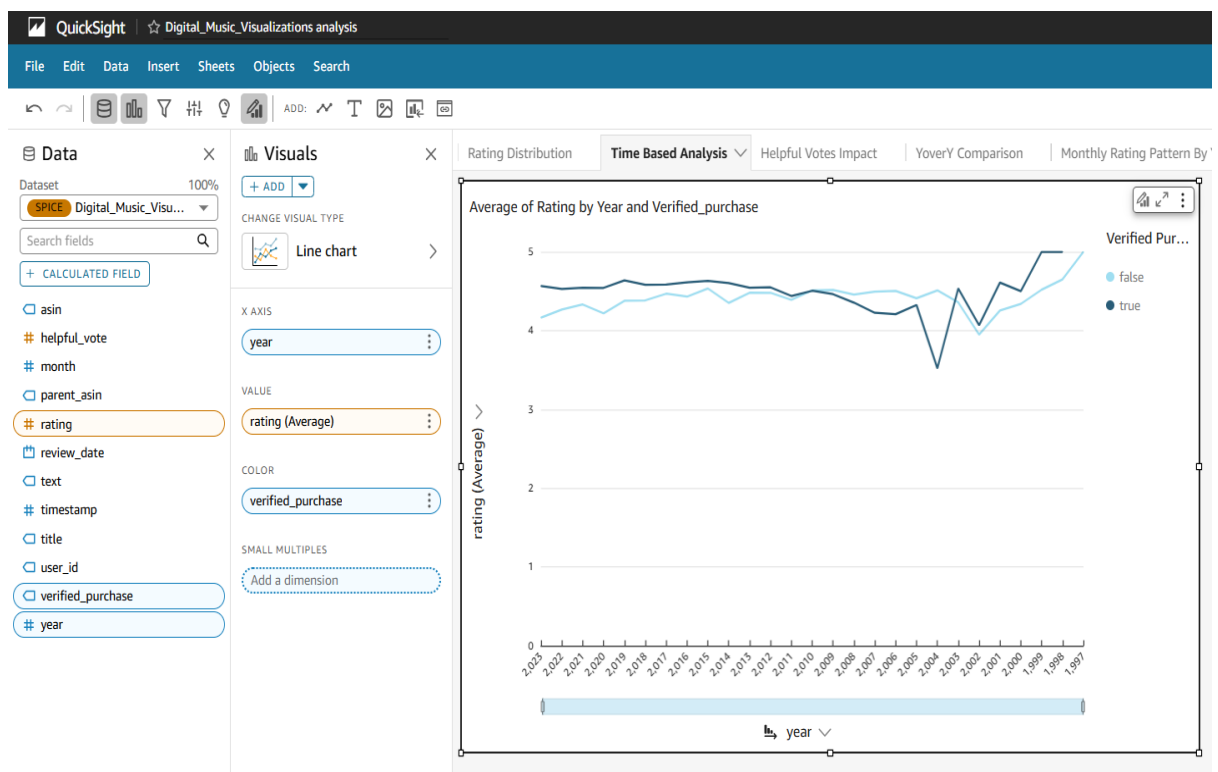 QuickSight
Digital_Music_Visualizations analysis
File Edit Data Insert Sheets Objects Search
ADD:
Data
Dataset 100%
SPICE Digital_Music_Visu...
Search fields
+ CALCULATED FIELD
asin
# helpful_vote
# month
parent_asin
# rating
review_date
text
# timestamp
title
user_id
verified_purchase
# year
Visuals
+ ADD
CHANGE VISUAL TYPE
Line chart
X AXIS
year
VALUE
rating (Average)
COLOR
verified_purchase
SMALL MULTIPLES
Add a dimension
Rating Distribution Time Based Analysis Helpful Votes Impact YoverY Comparison Monthly Rating Pattern By
Average of Rating by Year and Verified_purchase
Verified Pur...
false
true
rating (Average)
5
4
3
2
1
0
2,023 2,022 2,021 2,020 2,019 2,018 2,017 2,016 2,015 2,014 2,013 2,012 2,011 2,010 2,009 2,008 2,007 2,006 2,005 2,004 2,003 2,002 2,001 2,000 1,999 1,998 1,997
year